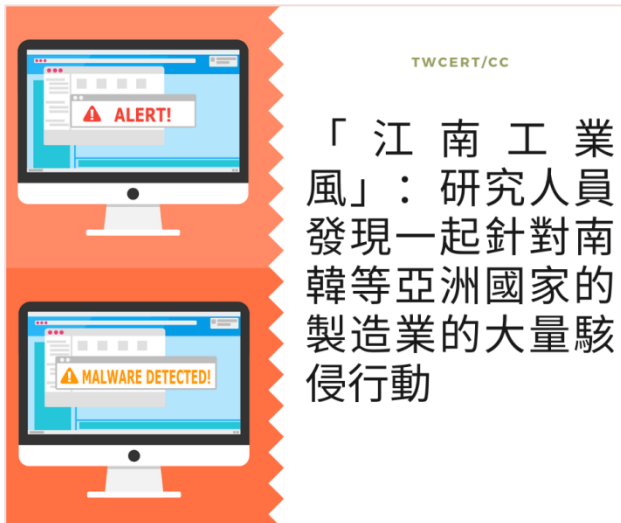 ALERT!
MALWARE DETECTED!
TWCERT/CC
「江南工業
風」：研究人員
發現一起針對南
韓等亞洲國家的
製造業的大量駭
侵行動